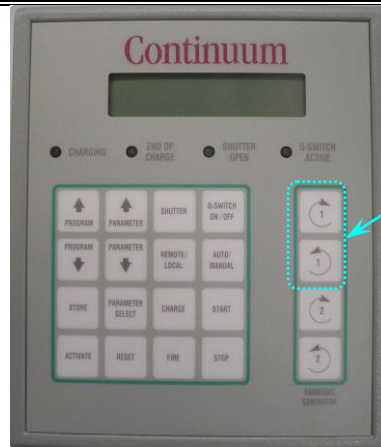 Continuum
CHARGING
END OF
CHARGE
SHUTTER
OPEN
Q-SWITCH
ACTIVE
PROGRAM
PARAMETER
SHUTTER
Q-SWITCH
ON/OFF
1
PROGRAM
PARAMETER
REMOTE/
LOCAL
AUTO/
MANUAL
1
STORE
PARAMETER
SELECT
CHARGE
START
2
ACTIVATE
RESET
FIRE
STOP
2
HARMONIC
GENERATOR